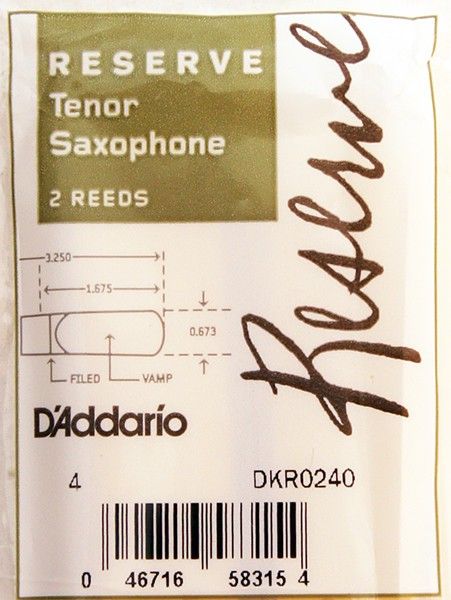 RESERVE
Tenor
Saxophone
2 REEDS
Reserve
3.250
1.675
0.673
FILED VAMP
D'Addario
4 DKR0240
0 46716 58315 4